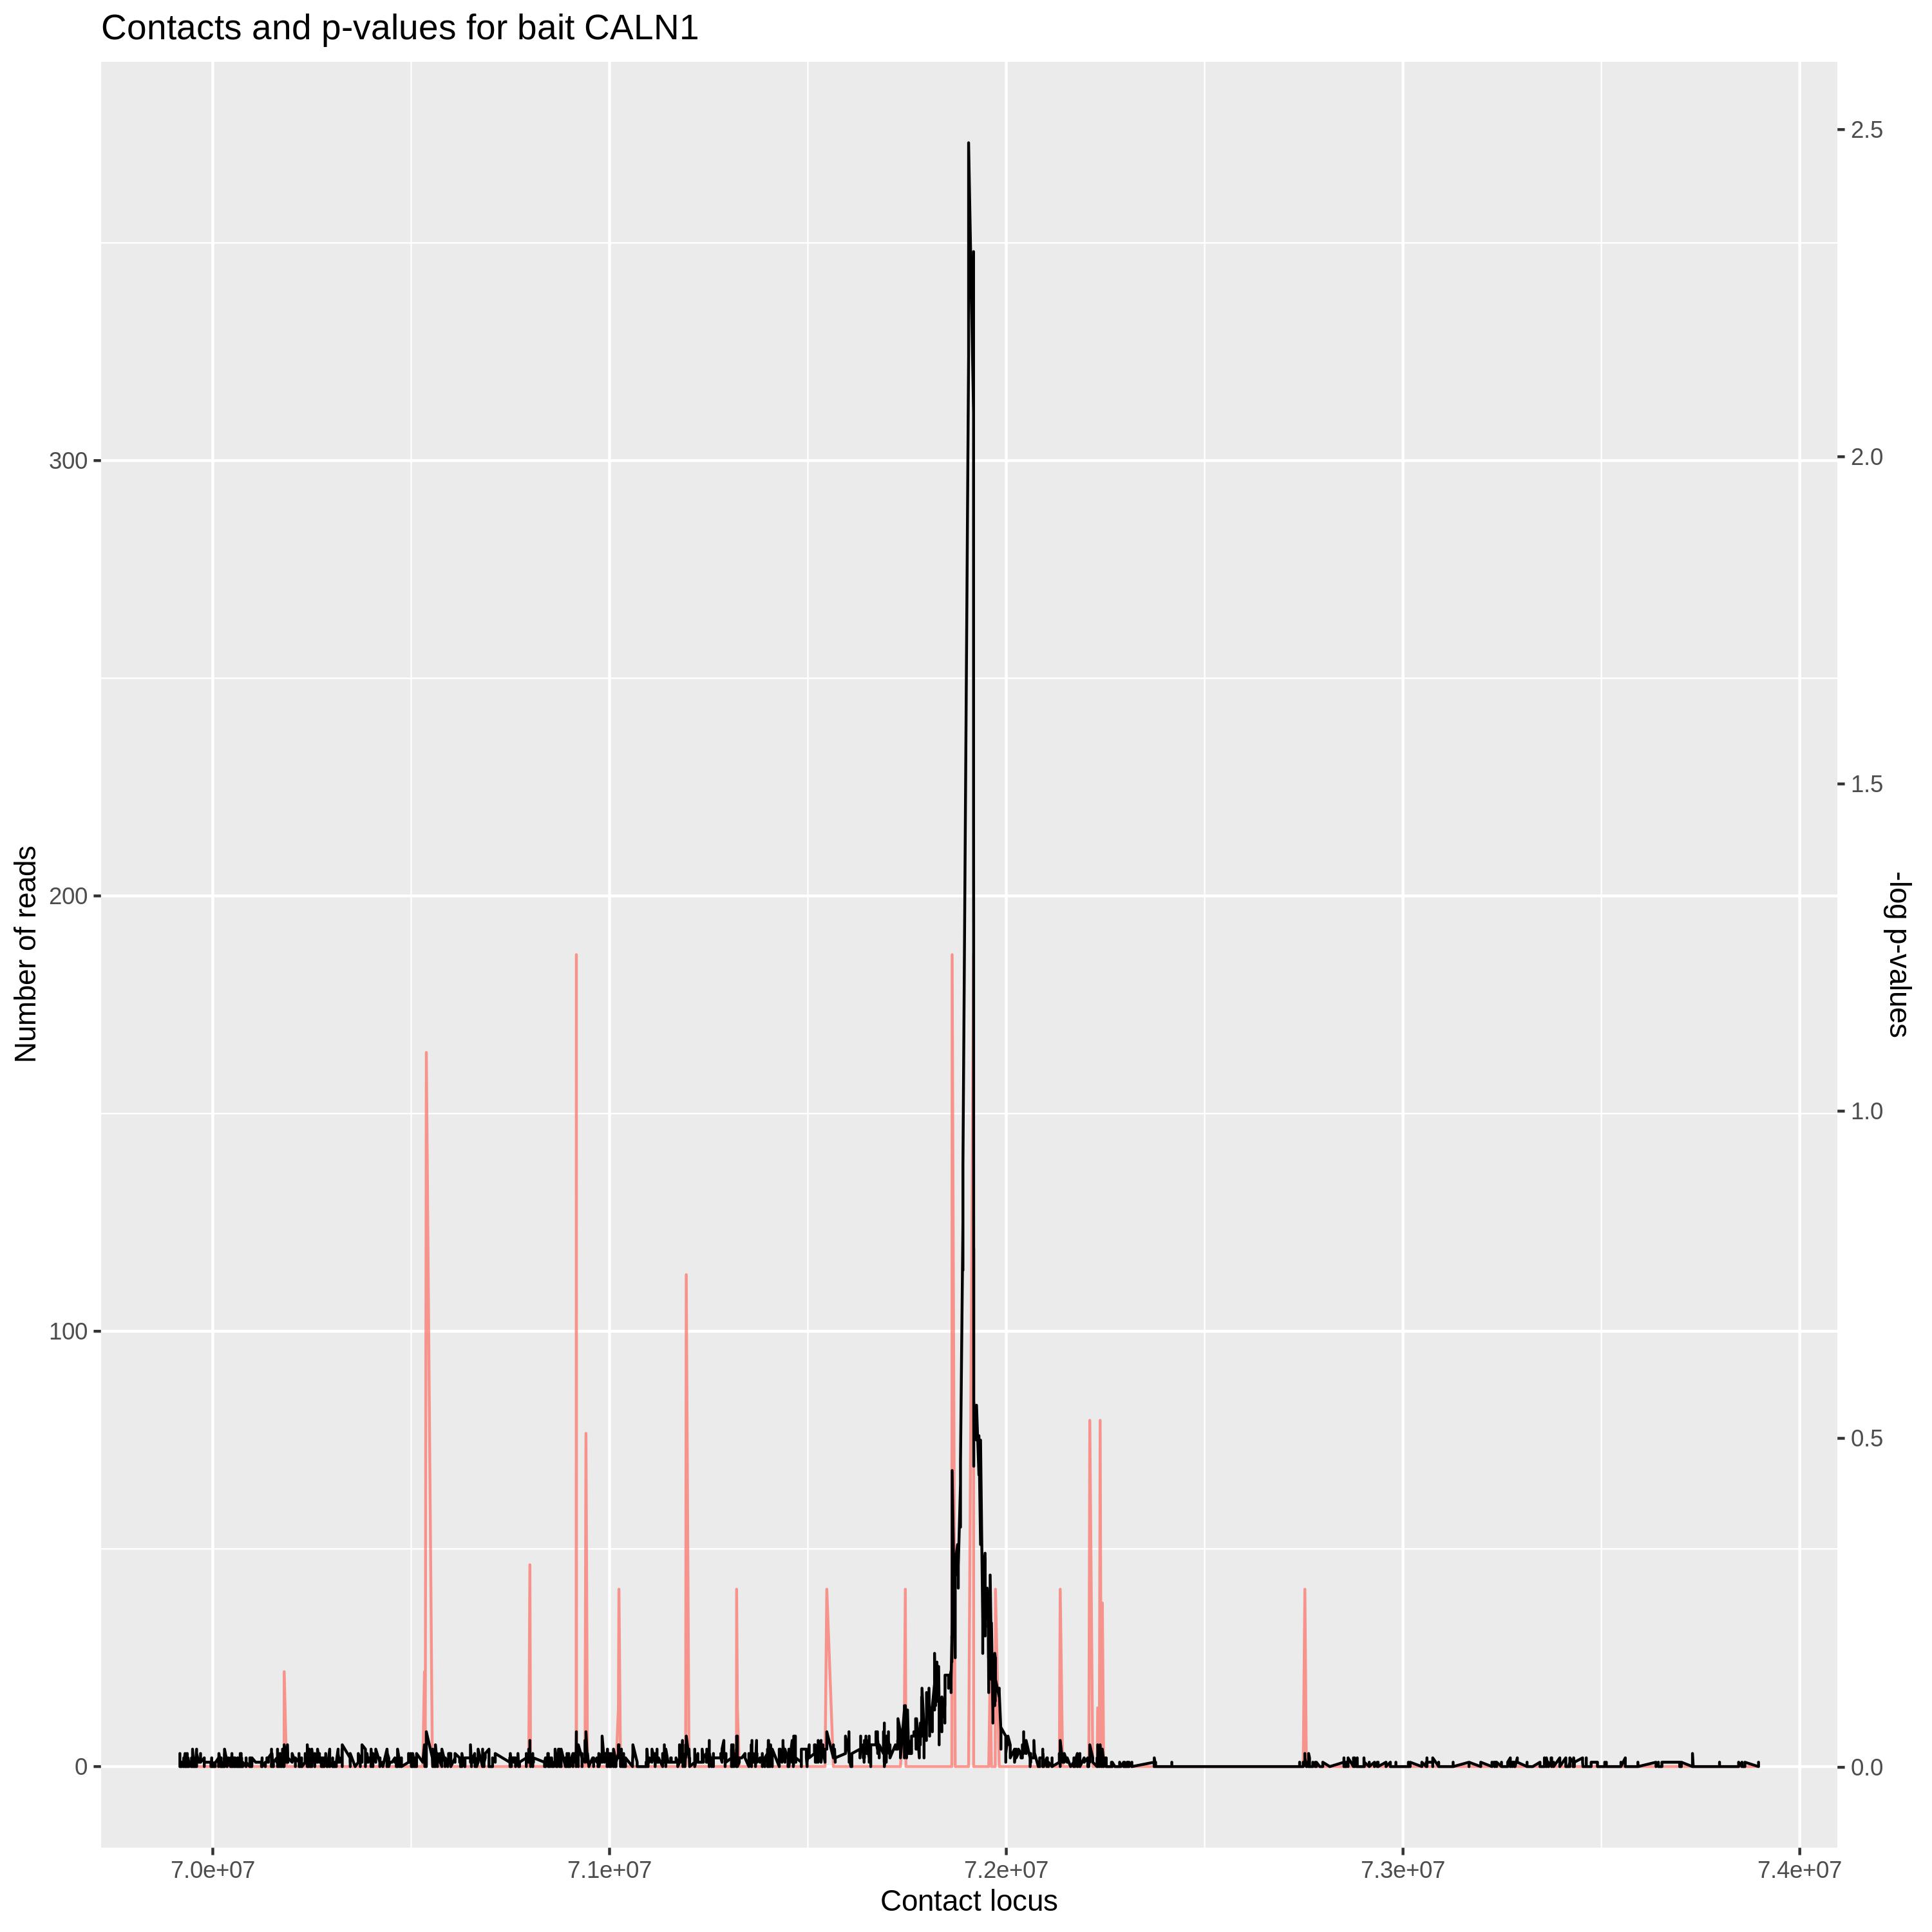 Contacts and p-values for bait CALN1
Number of reads
300
200
100
0
2.5
2.0
1.5
1.0
0.5
0.0
-log p-values
7.0e+07
7.1e+07
7.2e+07
7.3e+07
7.4e+07
Contact locus